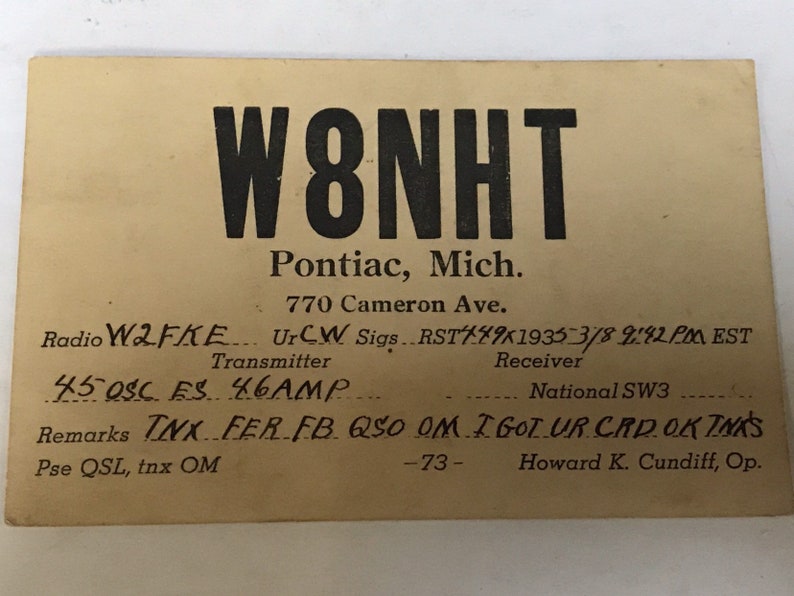 W8NHT
Pontiac, Mich.
770 Cameron Ave.
Radio W2FKE Ur CW Sigs RST 449X 1935 3/8 9:42 PM EST
Transmitter Receiver
45 OSC ES 46 AMP National SW3
Remarks TNX FER FB QSO OM I GOT UR CRD OK TNXS
Pse QSL, tnx OM -73- Howard K. Cundiff, Op.